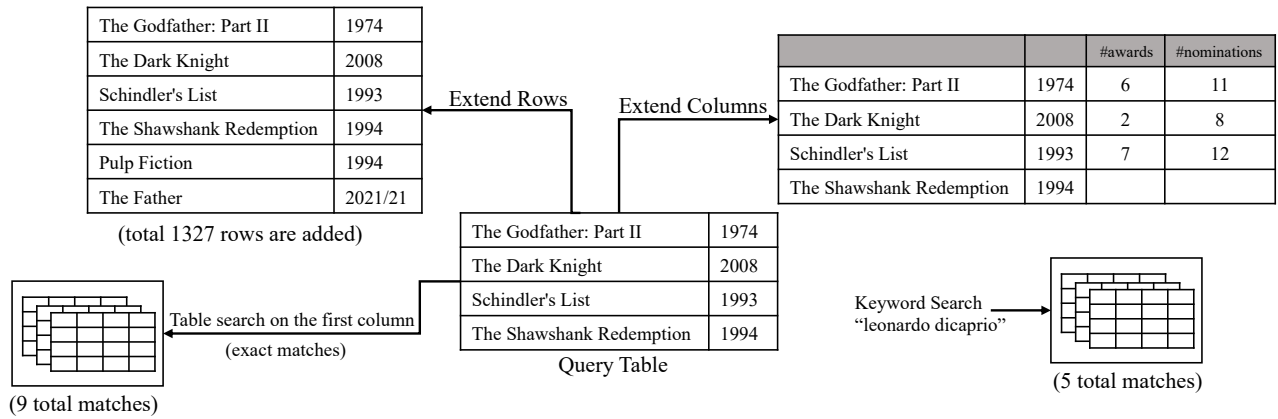 The Godfather: Part II 1974
The Dark Knight 2008
Schindler's List 1993
The Shawshank Redemption 1994
Pulp Fiction 1994
The Father 2021/21
(total 1327 rows are added)
Extend Rows
Extend Columns
#awards #nominations
The Godfather: Part II 1974 6 11
The Dark Knight 2008 2 8
Schindler's List 1993 7 12
The Shawshank Redemption 1994
The Godfather: Part II 1974
The Dark Knight 2008
Schindler's List 1993
The Shawshank Redemption 1994
Query Table
Table search on the first column
(exact matches)
(9 total matches)
Keyword Search
“leonardo dicaprio”
(5 total matches)